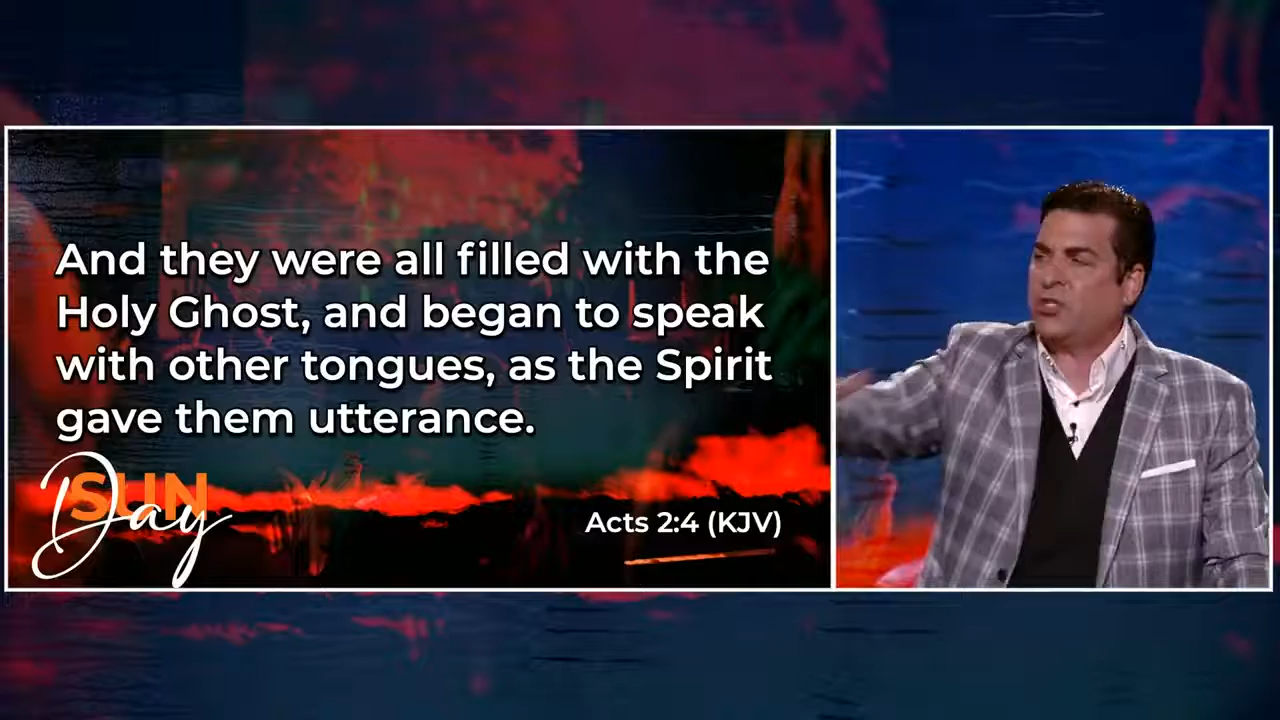 And they were all filled with the
Holy Ghost, and began to speak
with other tongues, as the Spirit
gave them utterance.
SUN
Day
Acts 2:4 (KJV)